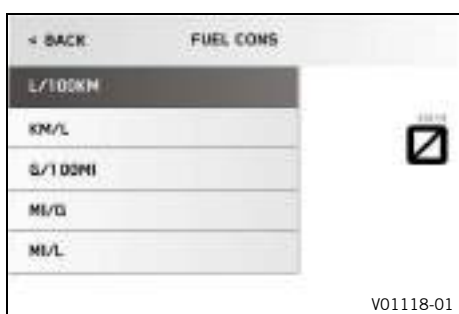 < BACK FUEL CONS
L/100KM
KM/L
G/100MI
MI/G
MI/L
V01118-01